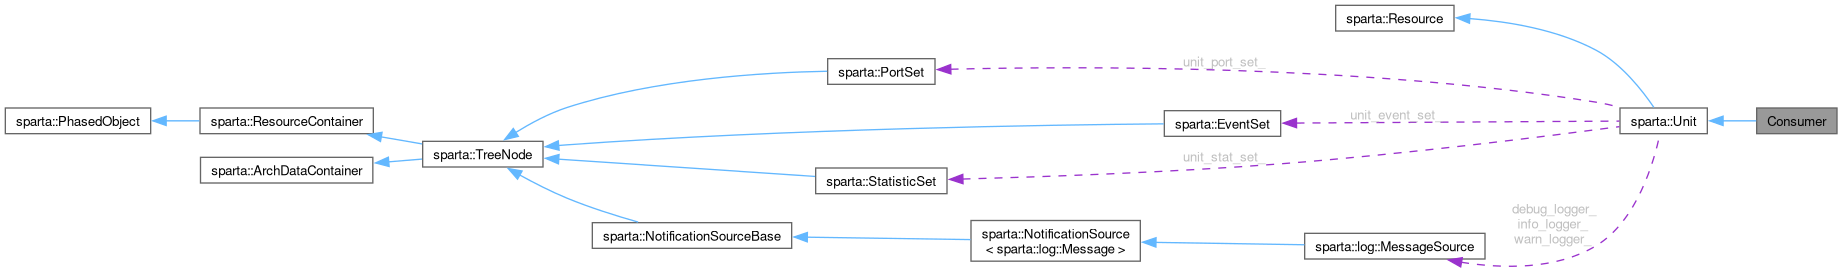 sparta::Resource
unit_port_set_
sparta::PortSet
sparta::PhasedObject
sparta::ResourceContainer
unit_event_set_
sparta::EventSet
sparta::Unit
Consumer
sparta::TreeNode
sparta::ArchDataContainer
unit_stat_set_
sparta::StatisticSet
debug_logger_
info_logger_
warn_logger_
sparta::NotificationSourceBase
sparta::NotificationSource
< sparta::log::Message >
sparta::log::MessageSource